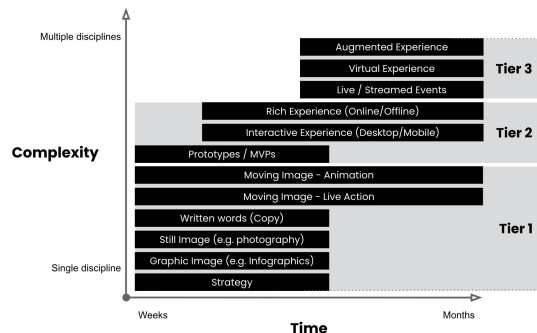 Multiple disciplines
Augmented Experience
Virtual Experience
Tier 3
Live / Streamed Events
Rich Experience (Online/Offline)
Interactive Experience (Desktop/Mobile)
Tier 2
Complexity
Prototypes / MVPs
Moving Image - Animation
Moving Image - Live Action
Written words (Copy)
Tier 1
Still Image (e.g. photography)
Graphic Image (e.g. Infographics)
Single discipline
Strategy
Weeks
Months
Time